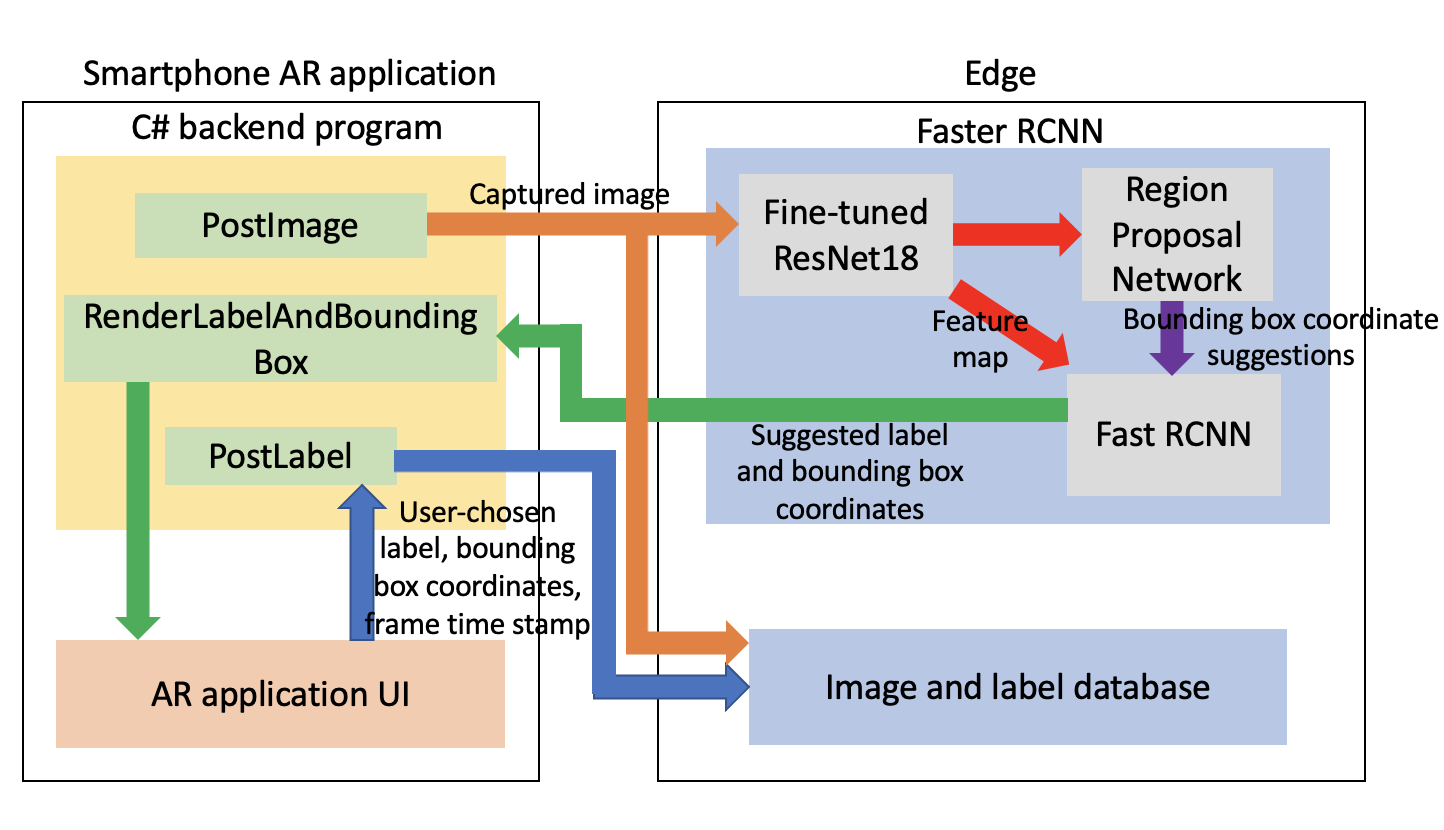 Smartphone AR application
C# backend program
PostImage
RenderLabelAndBounding
Box
PostLabel
User-chosen
label, bounding
box coordinates,
frame time stamp
AR application UI
Captured image
Edge
Faster RCNN
Fine-tuned
ResNet18
Region
Proposal
Network
Feature
map
Bounding box coordinate
suggestions
Fast RCNN
Suggested label
and bounding box
coordinates
Image and label database